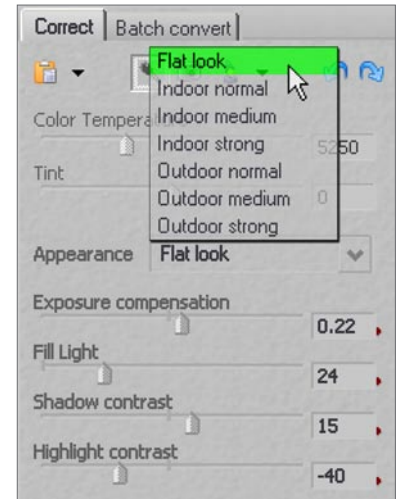 Correct Batch convert
Flat look
Indoor normal
Indoor medium
Indoor strong
Outdoor normal
Outdoor medium
Outdoor strong
Color Tempera
5250
Tint
0
Appearance Flat look
Exposure compensation
0.22
Fill Light
24
Shadow contrast
15
Highlight contrast
-40